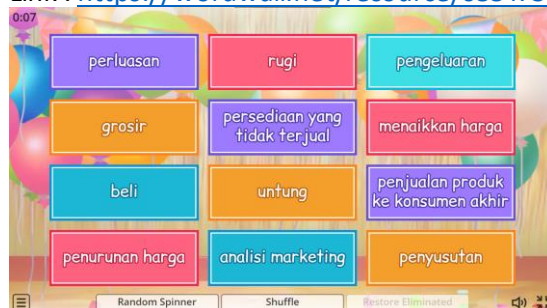 0:07
perluasan
rugi
pengeluaran
grosir
persediaan yang
tidak terjual
menaikkan harga
beli
untung
penjualan produk
ke konsumen akhir
penurunan harga
analisi marketing
penyusutan
Random Spinner
Shuffle
Restore Eliminated